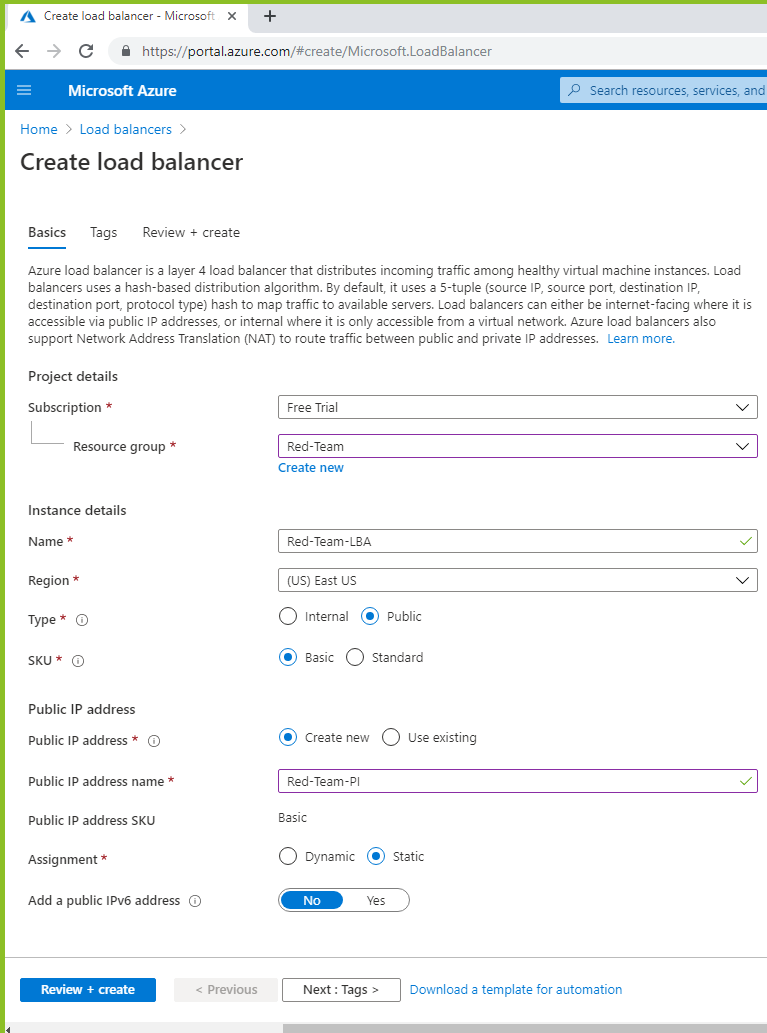 Create load balancer - Microsoft
https://portal.azure.com/#create/Microsoft.LoadBalancer
Microsoft Azure
Search resources, services, and
Home > Load balancers >
Create load balancer
Basics Tags Review + create
Azure load balancer is a layer 4 load balancer that distributes incoming traffic among healthy virtual machine instances. Load
balancers uses a hash-based distribution algorithm. By default, it uses a 5-tuple (source IP, source port, destination IP,
destination port, protocol type) hash to map traffic to available servers. Load balancers can either be internet-facing where it is
accessible via public IP addresses, or internal where it is only accessible from a virtual network. Azure load balancers also
support Network Address Translation (NAT) to route traffic between public and private IP addresses. Learn more.
Project details
Subscription * Free Trial
Resource group * Red-Team
Create new
Instance details
Name * Red-Team-LBA
Region * (US) East US
Type * Internal Public
SKU * Basic Standard
Public IP address
Public IP address * Create new Use existing
Public IP address name * Red-Team-PI
Public IP address SKU Basic
Assignment * Dynamic Static
Add a public IPv6 address No Yes
Review + create < Previous Next : Tags > Download a template for automation